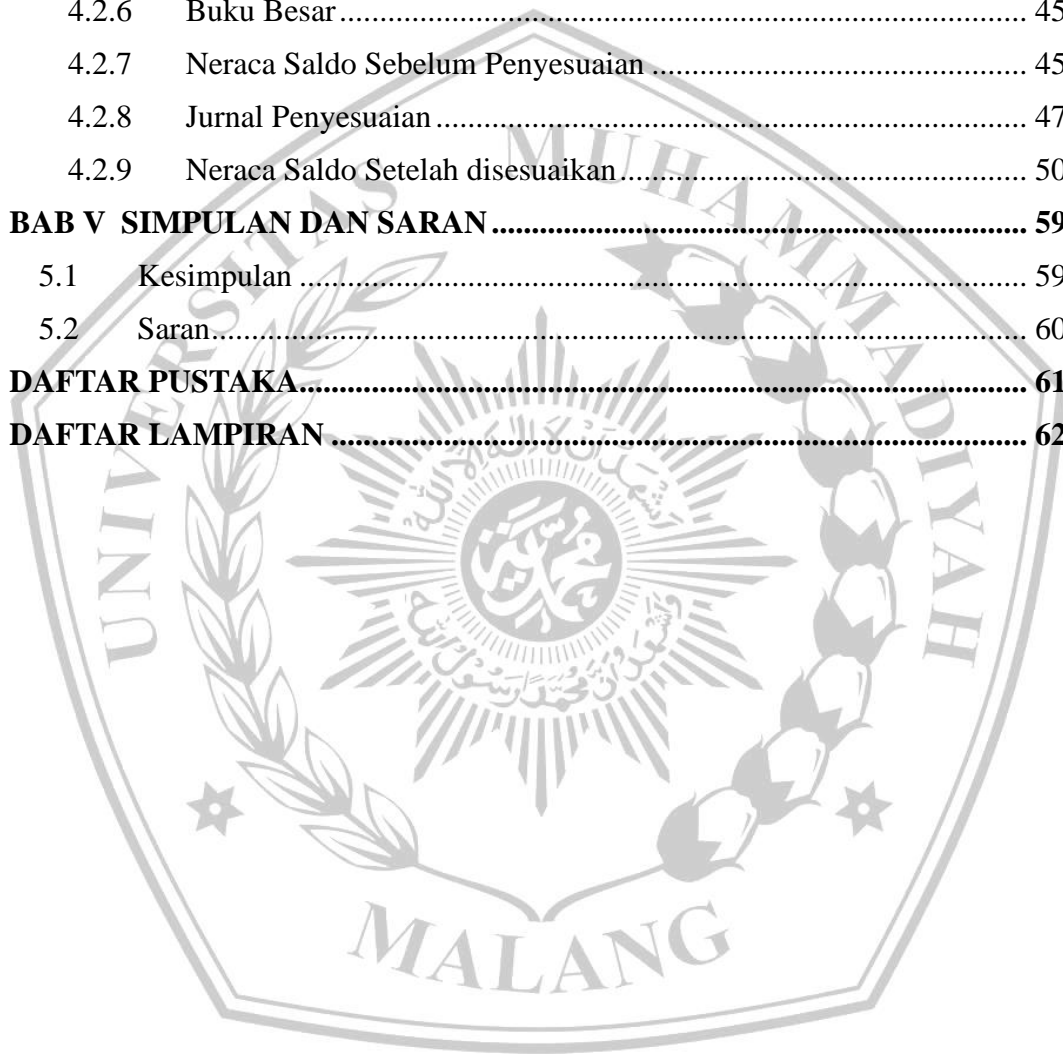 4.2.6 Buku Besar ........ 45
4.2.7 Neraca Saldo Sebelum Penyesuaian ........ 45
4.2.8 Jurnal Penyesuaian ........ 47
4.2.9 Neraca Saldo Setelah disesuaikan ........ 50
BAB V SIMPULAN DAN SARAN ........ 59
5.1 Kesimpulan ........ 59
5.2 Saran ........ 60
DAFTAR PUSTAKA ........ 61
DAFTAR LAMPIRAN ........ 62
UNIVERSITAS MUHAMMADIYAH
MALANG